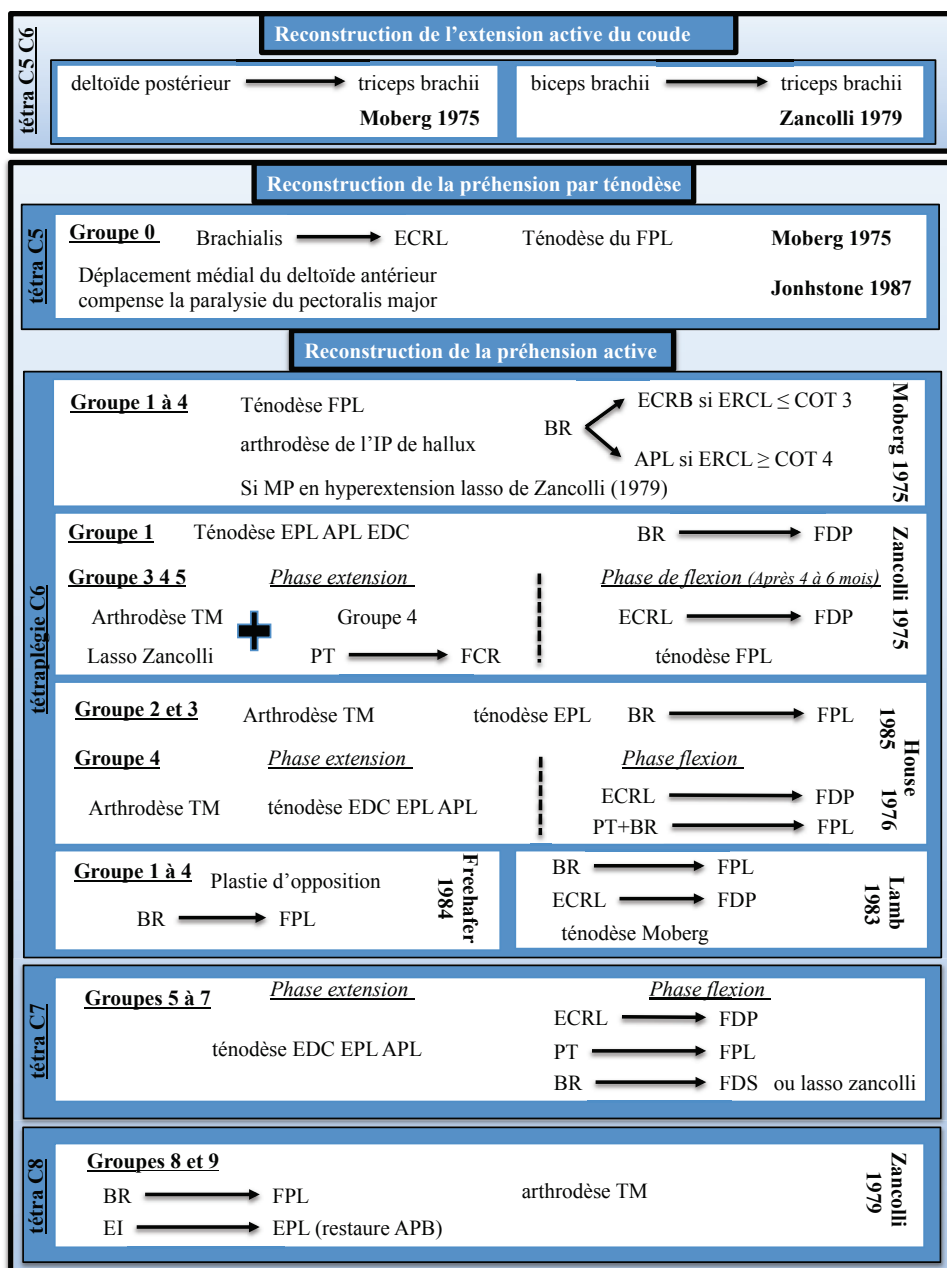 tétra C5 C6
Reconstruction de l’extension active du coude
deltoïde postérieur triceps brachii
Moberg 1975
biceps brachii triceps brachii
Zancolli 1979
Reconstruction de la préhension par ténodèse
tétra C5
Groupe 0 Brachialis ECRL Ténodèse du FPL Moberg 1975
Déplacement médial du deltoïde antérieur
compense la paralysie du pectoralis major
Jonhstone 1987
Reconstruction de la préhension active
tétraplégie C6
Groupe 1 à 4 Ténodèse FPL
arthrodèse de l’IP de hallux
BR
ECRB si ERCL ≤ COT 3
APL si ERCL ≥ COT 4
Si MP en hyperextension lasso de Zancolli (1979)
Moberg 1975
Groupe 1 Ténodèse EPL APL EDC BR FDP
Groupe 3 4 5 Phase extension Phase de flexion (Après 4 à 6 mois)
Arthrodèse TM Groupe 4 ECRL FDP
Lasso Zancolli PT FCR ténodèse FPL
Zancolli 1975
Groupe 2 et 3 Arthrodèse TM ténodèse EPL BR FPL
Groupe 4 Phase extension Phase flexion
Arthrodèse TM ténodèse EDC EPL APL
ECRL FDP
PT+BR FPL
House
1985 1976
Groupe 1 à 4 Plastie d’opposition
BR FPL
Freehafer
1984
BR FPL
ECRL FDP
ténodèse Moberg
Lamb
1983
tétra C7
Groupes 5 à 7 Phase extension Phase flexion
ténodèse EDC EPL APL
ECRL FDP
PT FPL
BR FDS ou lasso zancolli
tétra C8
Groupes 8 et 9
BR FPL arthrodèse TM
EI EPL (restaure APB)
Zancolli
1979